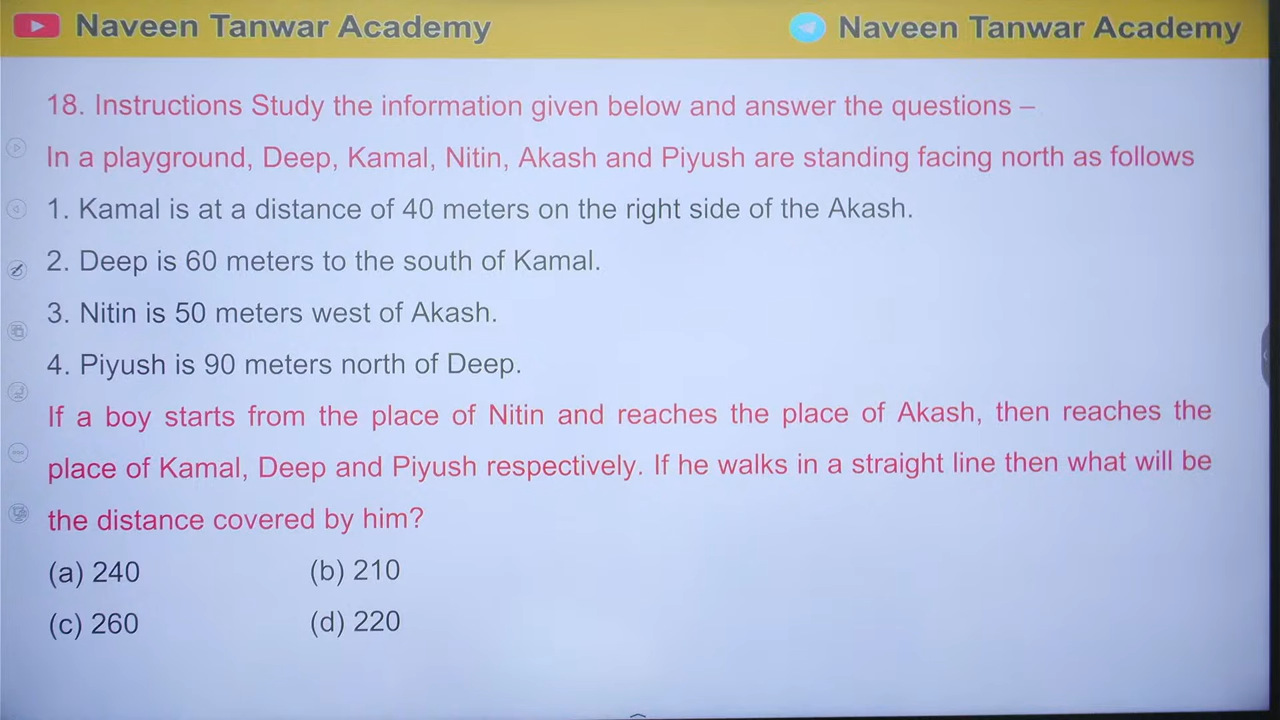 Naveen Tanwar Academy
Naveen Tanwar Academy
18. Instructions Study the information given below and answer the questions –
In a playground, Deep, Kamal, Nitin, Akash and Piyush are standing facing north as follows
1. Kamal is at a distance of 40 meters on the right side of the Akash.
2. Deep is 60 meters to the south of Kamal.
3. Nitin is 50 meters west of Akash.
4. Piyush is 90 meters north of Deep.
If a boy starts from the place of Nitin and reaches the place of Akash, then reaches the
place of Kamal, Deep and Piyush respectively. If he walks in a straight line then what will be
the distance covered by him?
(a) 240 (b) 210
(c) 260 (d) 220